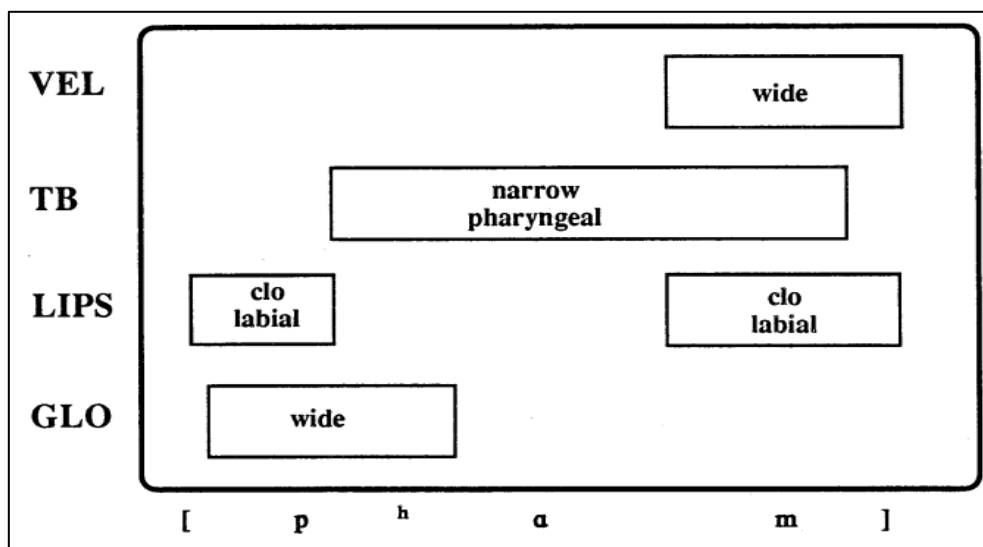 VEL
wide
TB
narrow
pharyngeal
LIPS
clo
labial
clo
labial
GLO
wide
[ p ʰ ɑ m ]